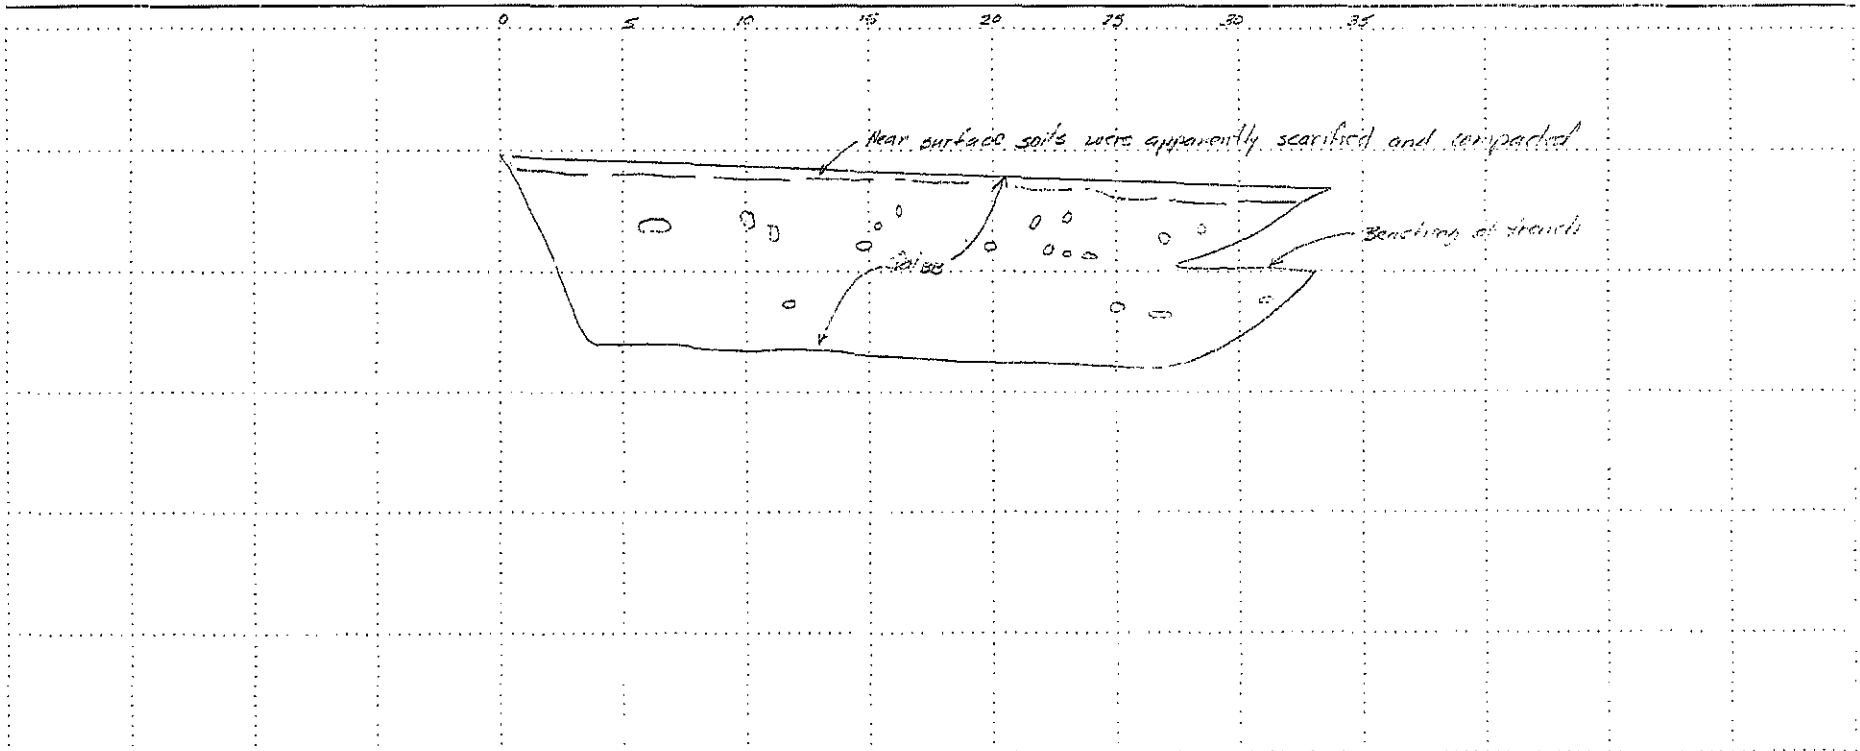 0 5 10 15 20 25 30 35
Near surface soils were apparently scarified and compacted
Benching of trench